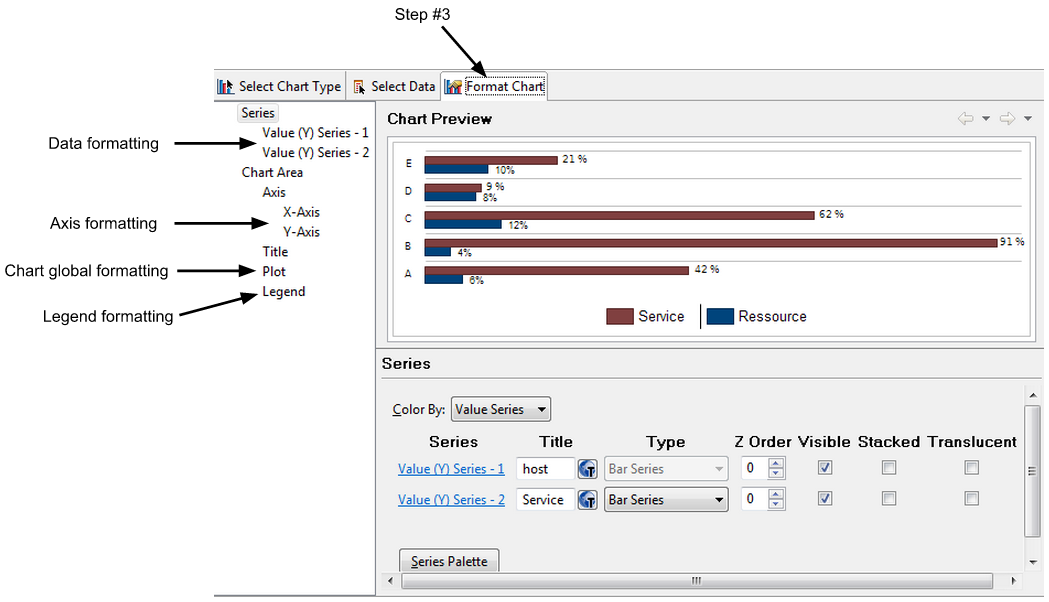 Step #3
Select Chart Type Select Data Format Chart
Series
Value (Y) Series - 1
Value (Y) Series - 2
Chart Area
Axis
X-Axis
Y-Axis
Title
Plot
Legend
Data formatting
Axis formatting
Chart global formatting
Legend formatting
Chart Preview
E 21 %
10%
D 9 %
8%
C 62 %
12%
B 91 %
4%
A 42 %
6%
Service Ressource
Series
Color By: Value Series
Series Title Type Z Order Visible Stacked Translucent
Value (Y) Series - 1 host Bar Series 0
Value (Y) Series - 2 Service Bar Series 0
Series Palette